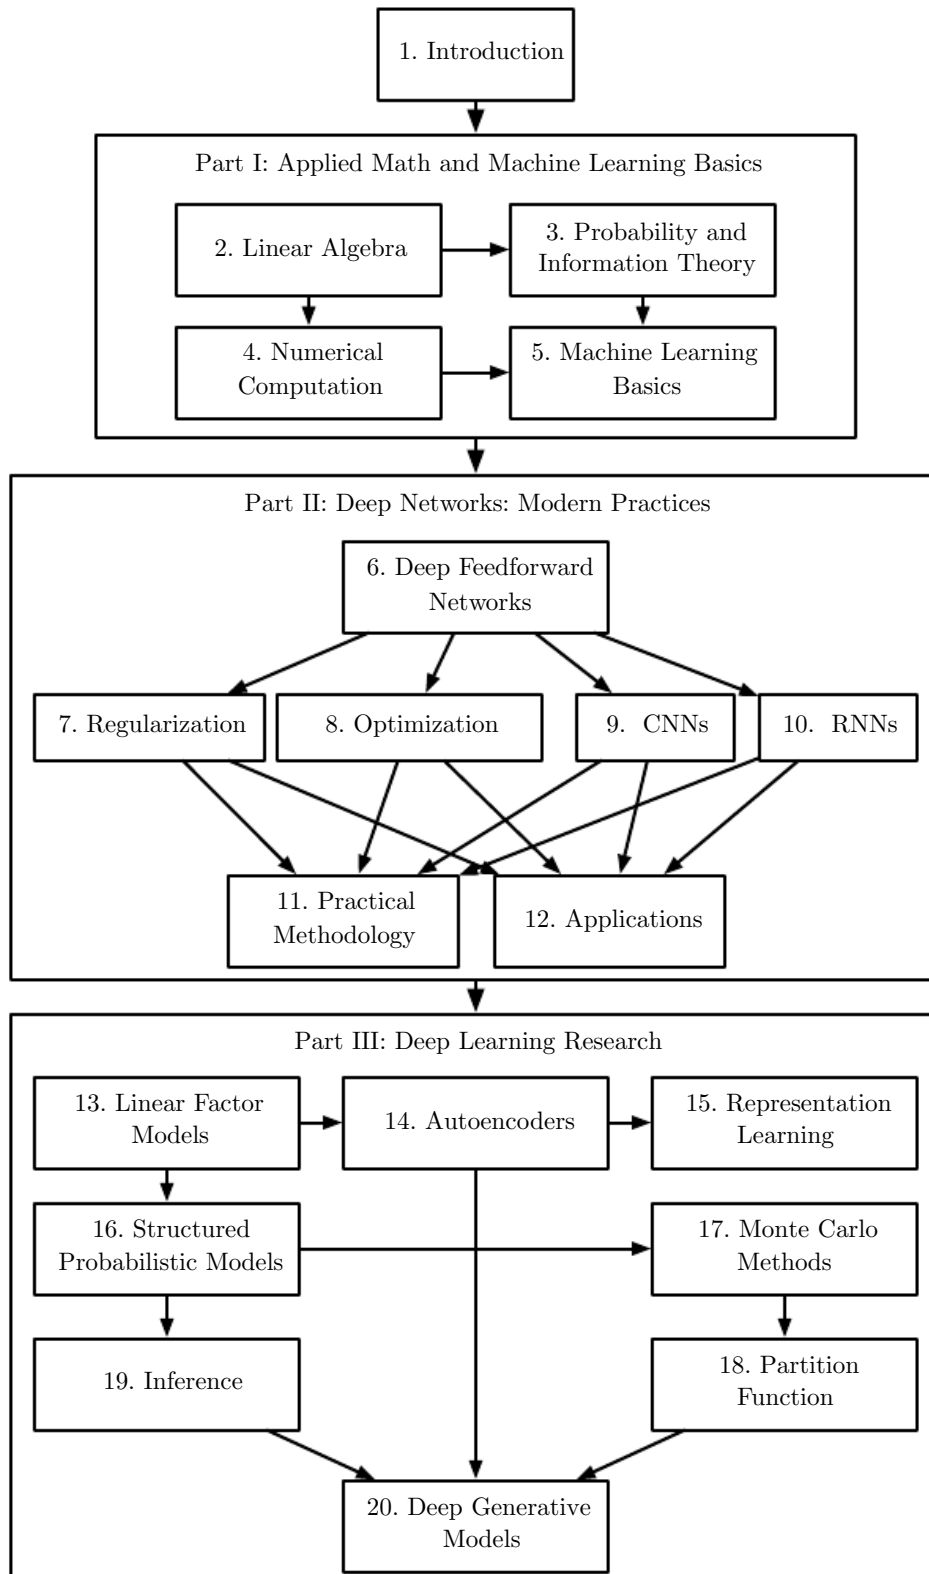 1. Introduction
Part I: Applied Math and Machine Learning Basics
2. Linear Algebra
3. Probability and
Information Theory
4. Numerical
Computation
5. Machine Learning
Basics
Part II: Deep Networks: Modern Practices
6. Deep Feedforward
Networks
7. Regularization
8. Optimization
9. CNNs
10. RNNs
11. Practical
Methodology
12. Applications
Part III: Deep Learning Research
13. Linear Factor
Models
14. Autoencoders
15. Representation
Learning
16. Structured
Probabilistic Models
17. Monte Carlo
Methods
19. Inference
18. Partition
Function
20. Deep Generative
Models